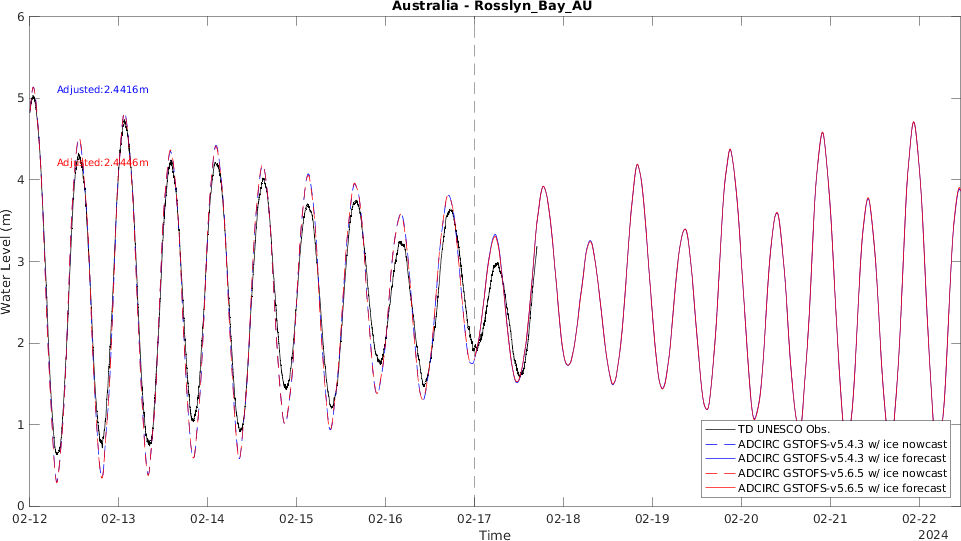 Australia - Rosslyn_Bay_AU
6
5
4
3
2
1
0
Water Level (m)
Adjusted:2.4416m
Adjusted:2.4446m
TD UNESCO Obs.
ADCIRC GSTOFS-v5.4.3 w/ ice nowcast
ADCIRC GSTOFS-v5.4.3 w/ ice forecast
ADCIRC GSTOFS-v5.6.5 w/ ice nowcast
ADCIRC GSTOFS-v5.6.5 w/ ice forecast
02-12 02-13 02-14 02-15 02-16 02-17 02-18 02-19 02-20 02-21 02-22
Time
2024